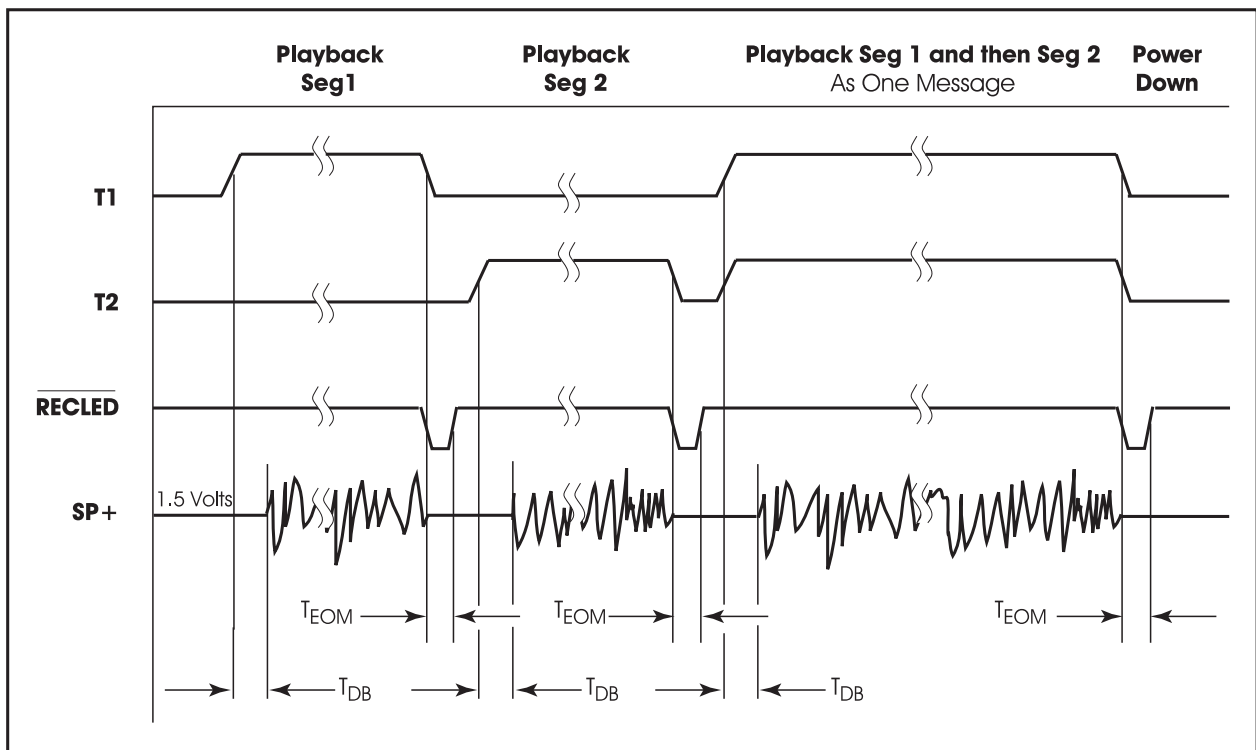 Playback
Seg1
Playback
Seg 2
Playback Seg 1 and then Seg 2
As One Message
Power
Down
T1
T2
RECLED
SP+
1.5 Volts
TEOM
TEOM
TEOM
TDB
TDB
TDB